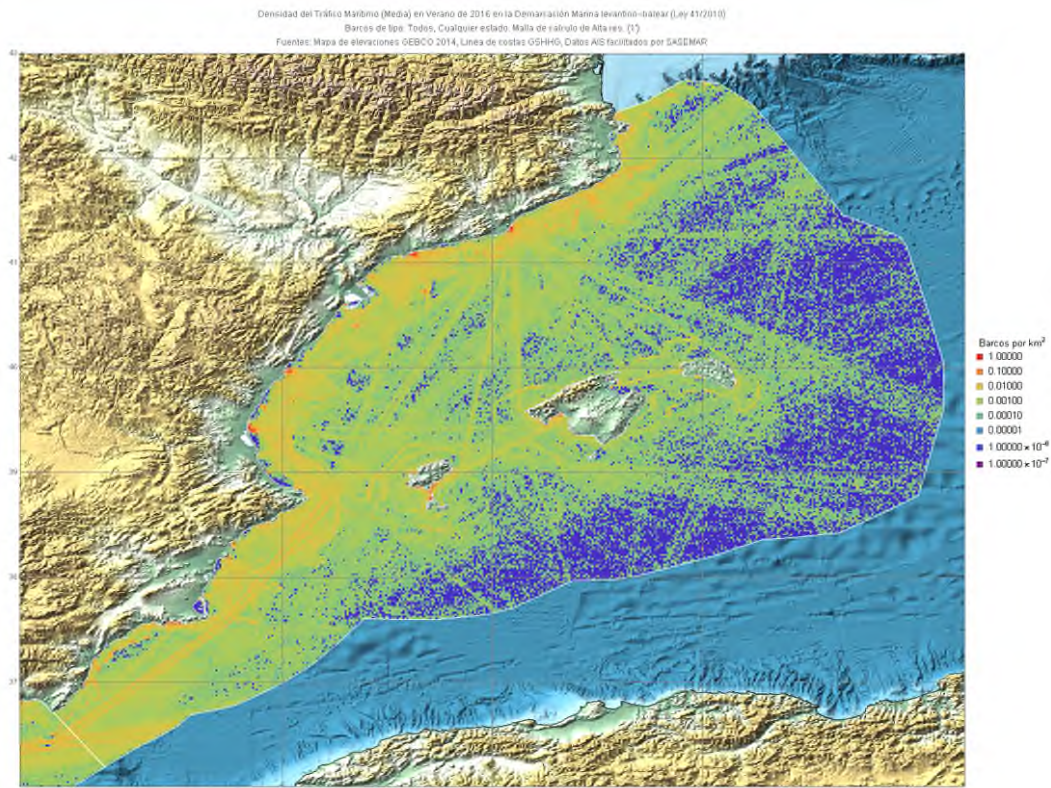 Densidad del Tráfico Marítimo (Media) en Verano de 2016 en la Demarcación Marina levantino-balear (Ley 41/2010)
Barcos de tipo: Todos, Cualquier estado. Malla de calculo de Alta res. (1')
Fuentes: Mapa de elevaciones GEBCO 2014, Linea de costas GSHHG, Datos AIS facilitados por SASEMAR
43
42
41
40
39
38
37
Barcos por km²
1.00000
0.10000
0.01000
0.00100
0.00010
0.00001
1.00000 × 10⁻⁶
1.00000 × 10⁻⁷